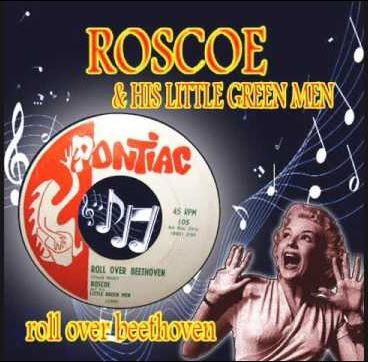 ROSCOE
& HIS LITTLE GREEN MEN
PONTIAC
45 RPM
105
ROLL OVER BEETHOVEN
ROSCOE
LITTLE GREEN MEN
roll over beethoven